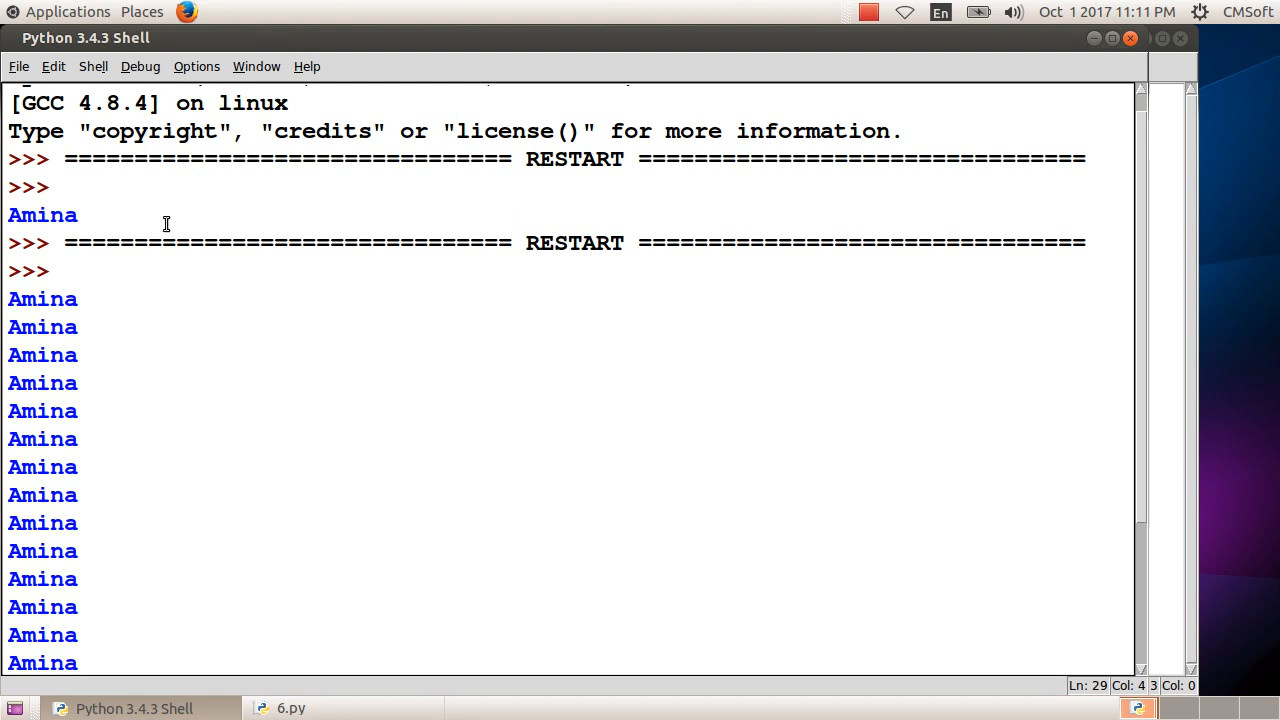 Applications Places En Oct 1 2017 11:11 PM CMSoft
Python 3.4.3 Shell
File Edit Shell Debug Options Window Help
[GCC 4.8.4] on linux
Type "copyright", "credits" or "license()" for more information.
>>> ================================ RESTART ================================
>>>
Amina
>>> ================================ RESTART ================================
>>>
Amina
Amina
Amina
Amina
Amina
Amina
Amina
Amina
Amina
Amina
Amina
Amina
Amina
Amina
Ln: 29 Col: 4 3 Col: 0
Python 3.4.3 Shell 6.py